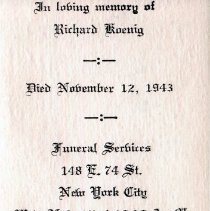 In loving memory of
Richard Koenig
—:—
Died November 12, 1943
—:—
Funeral Services
148 E. 74 St.
New York City